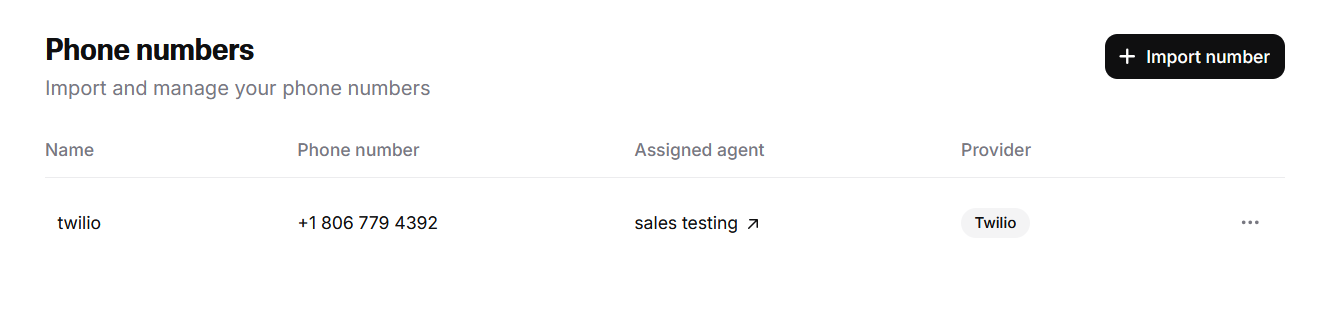 Phone numbers
Import and manage your phone numbers
Import number
Name Phone number Assigned agent Provider
twilio +1 806 779 4392 sales testing Twilio